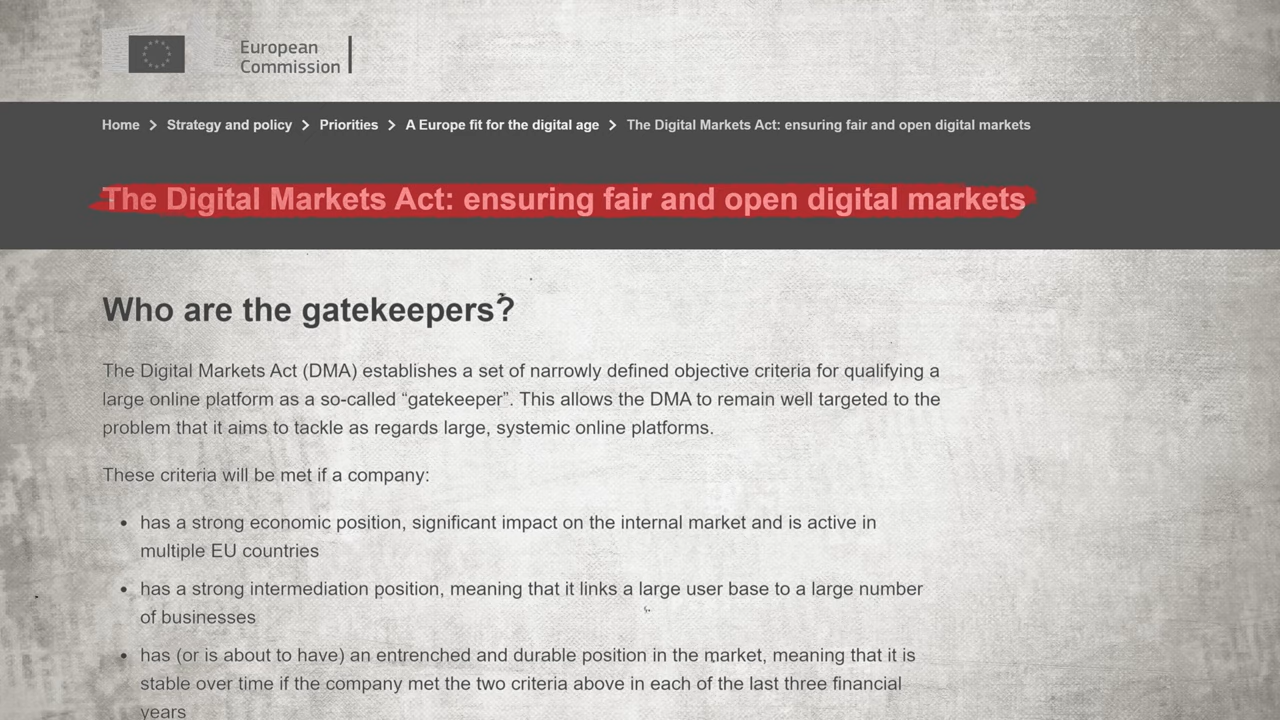 European
Commission
Home > Strategy and policy > Priorities > A Europe fit for the digital age > The Digital Markets Act: ensuring fair and open digital markets
The Digital Markets Act: ensuring fair and open digital markets
Who are the gatekeepers?
The Digital Markets Act (DMA) establishes a set of narrowly defined objective criteria for qualifying a
large online platform as a so-called “gatekeeper”. This allows the DMA to remain well targeted to the
problem that it aims to tackle as regards large, systemic online platforms.
These criteria will be met if a company:
• has a strong economic position, significant impact on the internal market and is active in
multiple EU countries
• has a strong intermediation position, meaning that it links a large user base to a large number
of businesses
• has (or is about to have) an entrenched and durable position in the market, meaning that it is
stable over time if the company met the two criteria above in each of the last three financial
years